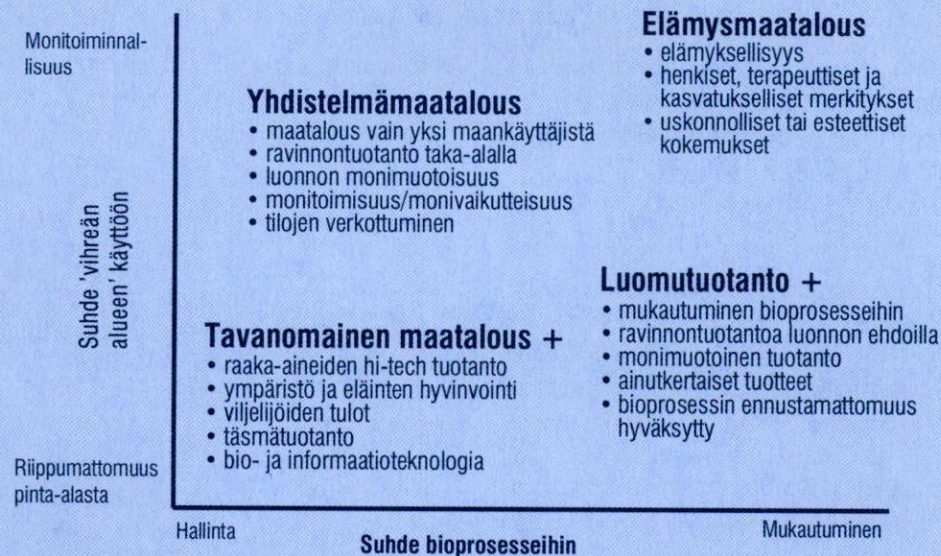 Monitoiminnal-
lisuus
Elämysmaatalous
• elämyksellisyys
• henkiset, terapeuttiset ja
kasvatukselliset merkitykset
• uskonnolliset tai esteettiset
kokemukset
Yhdistelmämaatalous
• maatalous vain yksi maankäyttäjistä
• ravinnontuotanto taka-alalla
• luonnon monimuotoisuus
• monitoimisuus/monivaikutteisuus
• tilojen verkottuminen
Suhde 'vihreän
alueen' käyttöön
Luomutuotanto +
• mukautuminen bioprosesseihin
• ravinnontuotantoa luonnon ehdoilla
• monimuotoinen tuotanto
• ainutkertaiset tuotteet
• bioprosessin ennustamattomuus
hyväksytty
Tavanomainen maatalous +
• raaka-aineiden hi-tech tuotanto
• ympäristö ja eläinten hyvinvointi
• viljelijöiden tulot
• täsmätuotanto
• bio- ja informaatioteknologia
Riippumattomuus
pinta-alasta
Hallinta
Mukautuminen
Suhde bioprosesseihin